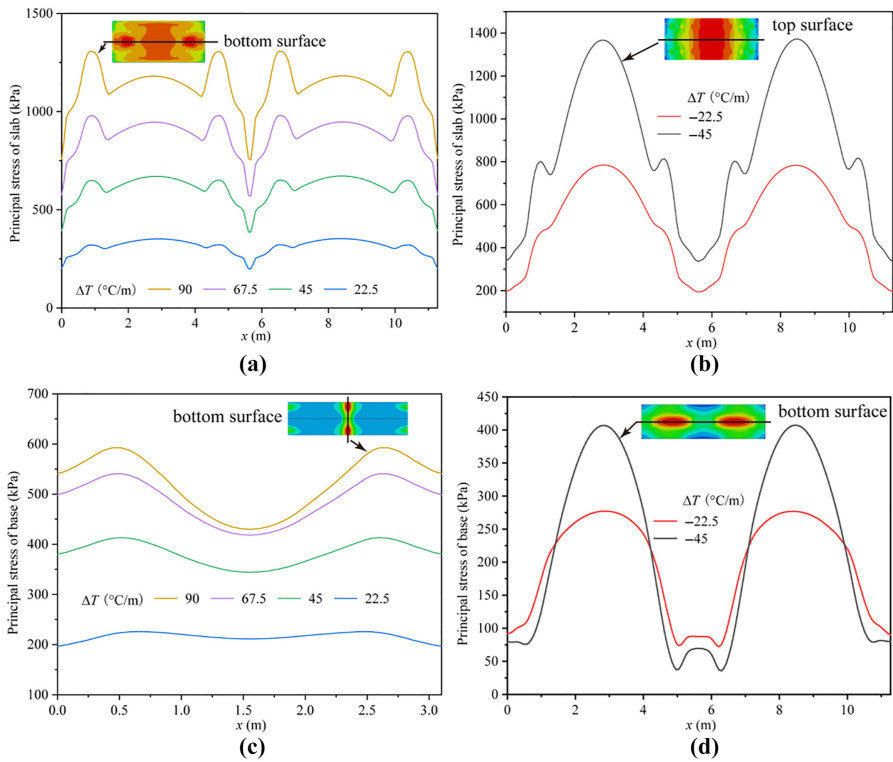 1500
1250
1000
750
500
250
0
Principal stress of slab (kPa)
bottom surface
ΔT (°C/m) 90 67.5 45 22.5
0 2 4 6 8 10
x (m)
(a)
1400
1200
1000
800
600
400
200
Principal stress of slab (kPa)
top surface
ΔT (°C/m)
−22.5
−45
0 2 4 6 8 10
x (m)
(b)
700
600
500
400
300
200
100
Principal stress of base (kPa)
bottom surface
ΔT (°C/m) 90 67.5 45 22.5
0.0 0.5 1.0 1.5 2.0 2.5 3.0
x (m)
(c)
450
400
350
300
250
200
150
100
50
0
Principal stress of base (kPa)
bottom surface
ΔT (°C/m)
−22.5
−45
0 2 4 6 8 10
x (m)
(d)